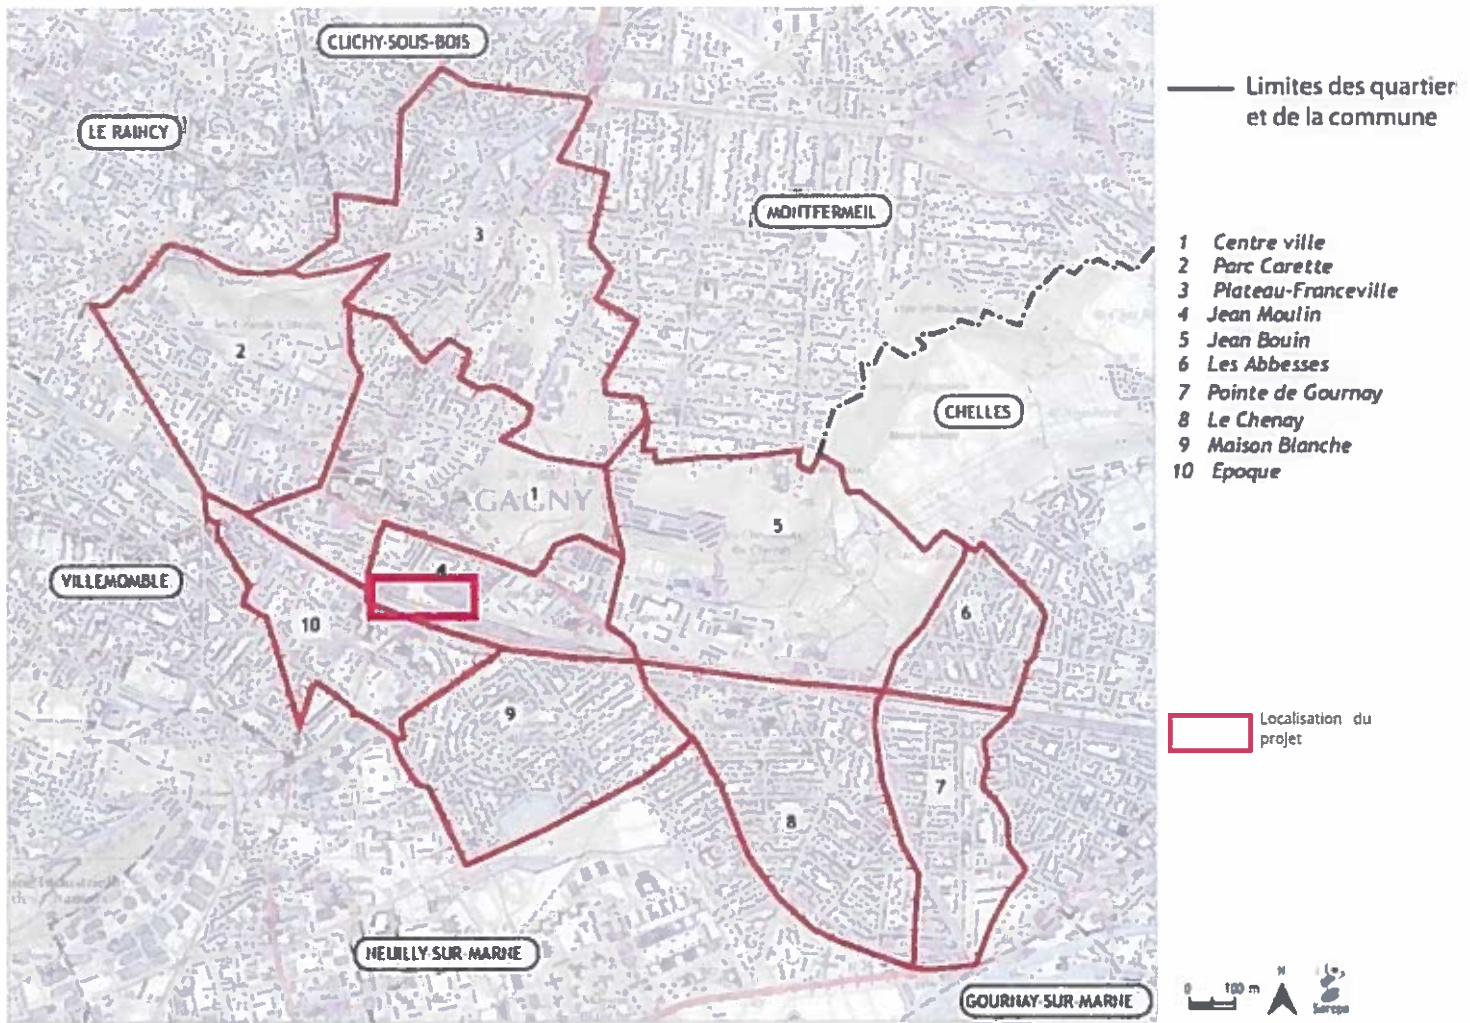 CLICHY-SOUS-BOIS
LE RAINCY
MONTFERMEIL
CHELLES
VILLEMOMBLE
NEUILLY-SUR-MARNE
GOURNAY-SUR-MARNE
GAGNY
3
2
1
5
4
6
10
9
7
8
Limites des quartier
et de la commune
1 Centre ville
2 Parc Carette
3 Plateau-Franceville
4 Jean Moulin
5 Jean Bouin
6 Les Abbesses
7 Pointe de Gournay
8 Le Chenay
9 Maison Blanche
10 Epoque
Localisation du
projet
0 100 m
N